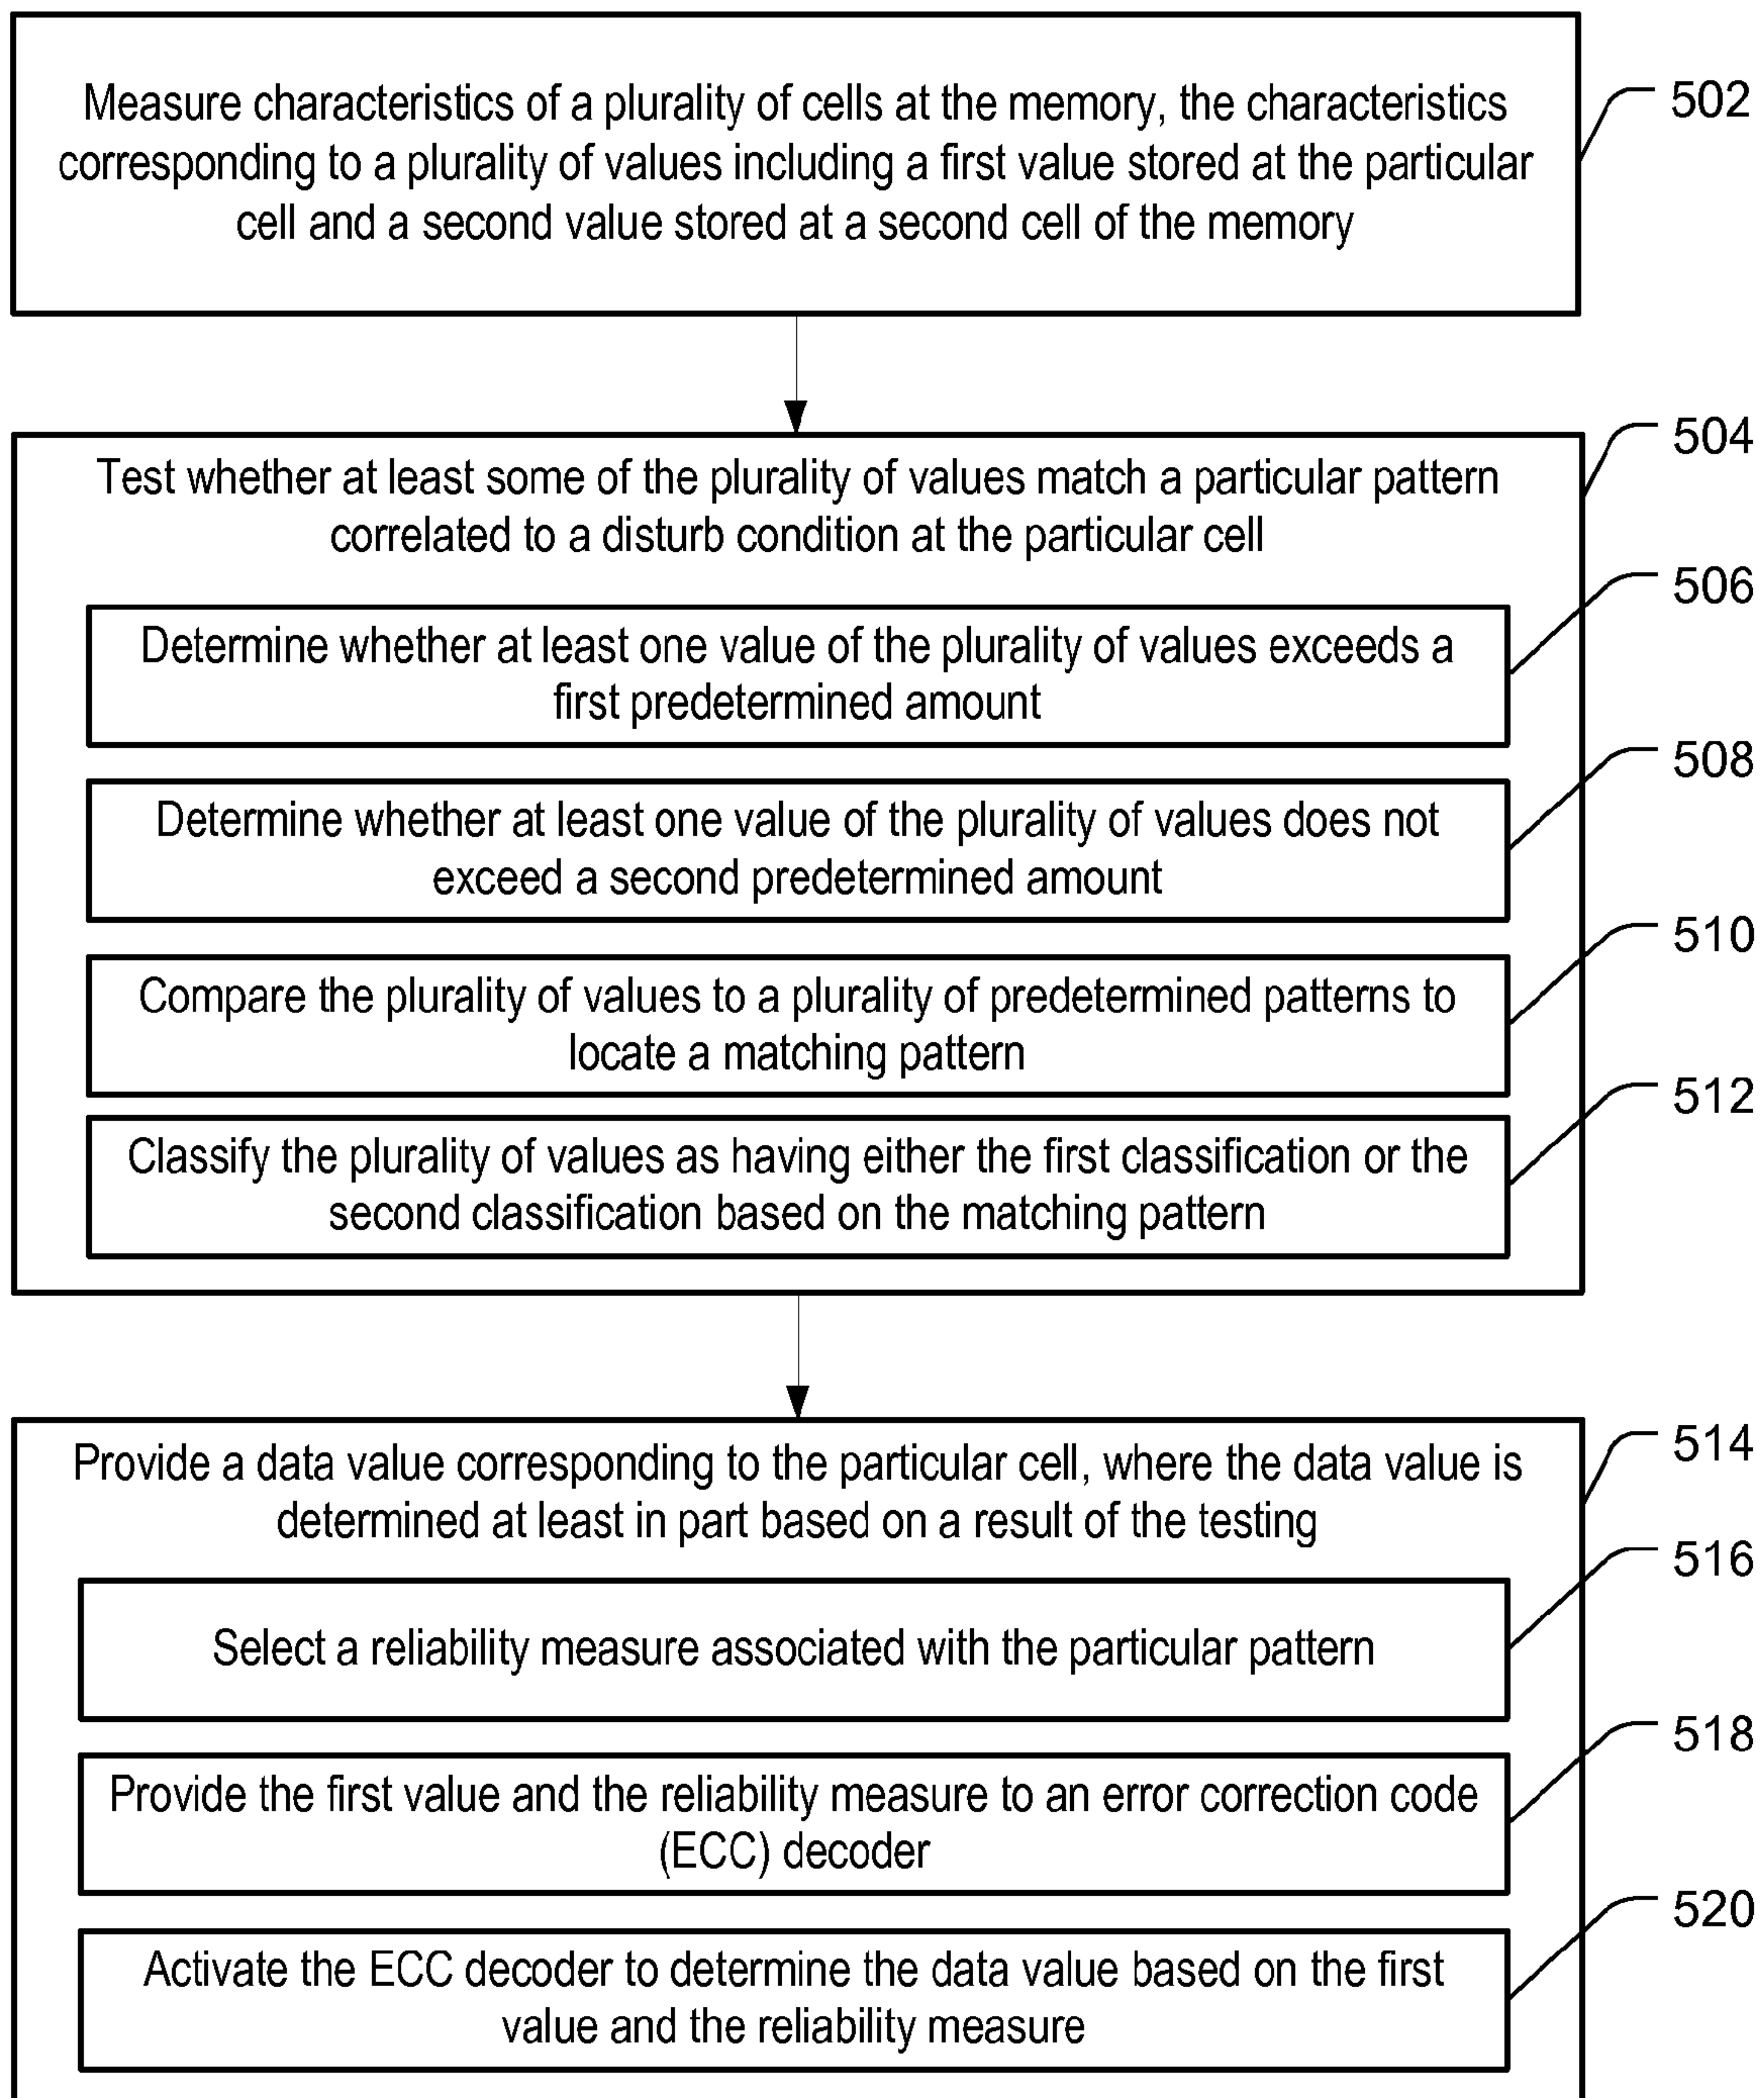 Measure characteristics of a plurality of cells at the memory, the characteristics
corresponding to a plurality of values including a first value stored at the particular
cell and a second value stored at a second cell of the memory
502
504
Test whether at least some of the plurality of values match a particular pattern
correlated to a disturb condition at the particular cell
506
Determine whether at least one value of the plurality of values exceeds a
first predetermined amount
508
Determine whether at least one value of the plurality of values does not
exceed a second predetermined amount
510
Compare the plurality of values to a plurality of predetermined patterns to
locate a matching pattern
512
Classify the plurality of values as having either the first classification or the
second classification based on the matching pattern
514
Provide a data value corresponding to the particular cell, where the data value is
determined at least in part based on a result of the testing
516
Select a reliability measure associated with the particular pattern
518
Provide the first value and the reliability measure to an error correction code
(ECC) decoder
520
Activate the ECC decoder to determine the data value based on the first
value and the reliability measure